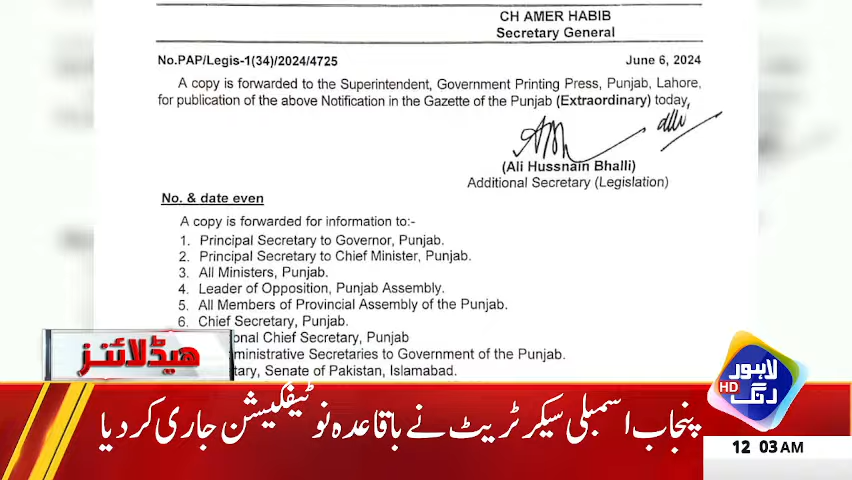 CH AMER HABIB
Secretary General
No.PAP/Legis-1(34)/2024/4725 June 6, 2024
A copy is forwarded to the Superintendent, Government Printing Press, Punjab, Lahore,
for publication of the above Notification in the Gazette of the Punjab (Extraordinary) today.
(Ali Hussnain Bhalli)
Additional Secretary (Legislation)
No. & date even
A copy is forwarded for information to:-
1. Principal Secretary to Governor, Punjab.
2. Principal Secretary to Chief Minister, Punjab.
3. All Ministers, Punjab.
4. Leader of Opposition, Punjab Assembly.
5. All Members of Provincial Assembly of the Punjab.
6. Chief Secretary, Punjab.
onal Chief Secretary, Punjab
ministrative Secretaries to Government of the Punjab.
tary, Senate of Pakistan, Islamabad.
ہیڈلائنز
لاہور
رنگ
HD
پنجاب اسمبلی سیکرٹریٹ نے باقاعدہ نوٹیفکیشن جاری کر دیا
12 03 AM